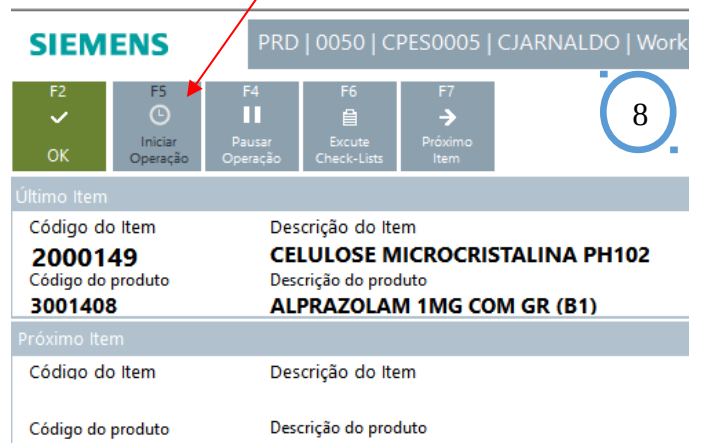 SIEMENS
PRD | 0050 | CPES0005 | CJARNALDO | Work
F2 F5 F4 F6 F7
OK
Iniciar Operação
Pausar Operação
Excute Check-Lists
Próximo Item
8
Último Item
Código do Item Descrição do Item
2000149 CELULOSE MICROCRISTALINA PH102
Código do produto Descrição do produto
3001408 ALPRAZOLAM 1MG COM GR (B1)
Próximo Item
Código do Item Descrição do Item
Código do produto Descrição do produto